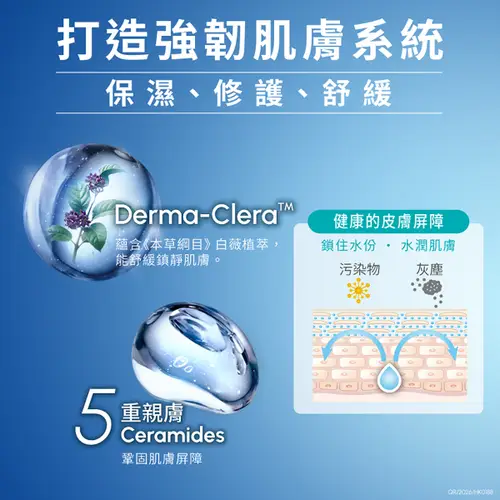 打造強韌肌膚系統
保濕、修護、舒緩
Derma-Clera™
蘊含《本草綱目》白薇植萃，
能舒緩鎮靜肌膚。
健康的皮膚屏障
鎖住水份・水潤肌膚
污染物 灰塵
5重親膚
Ceramides
鞏固肌膚屏障